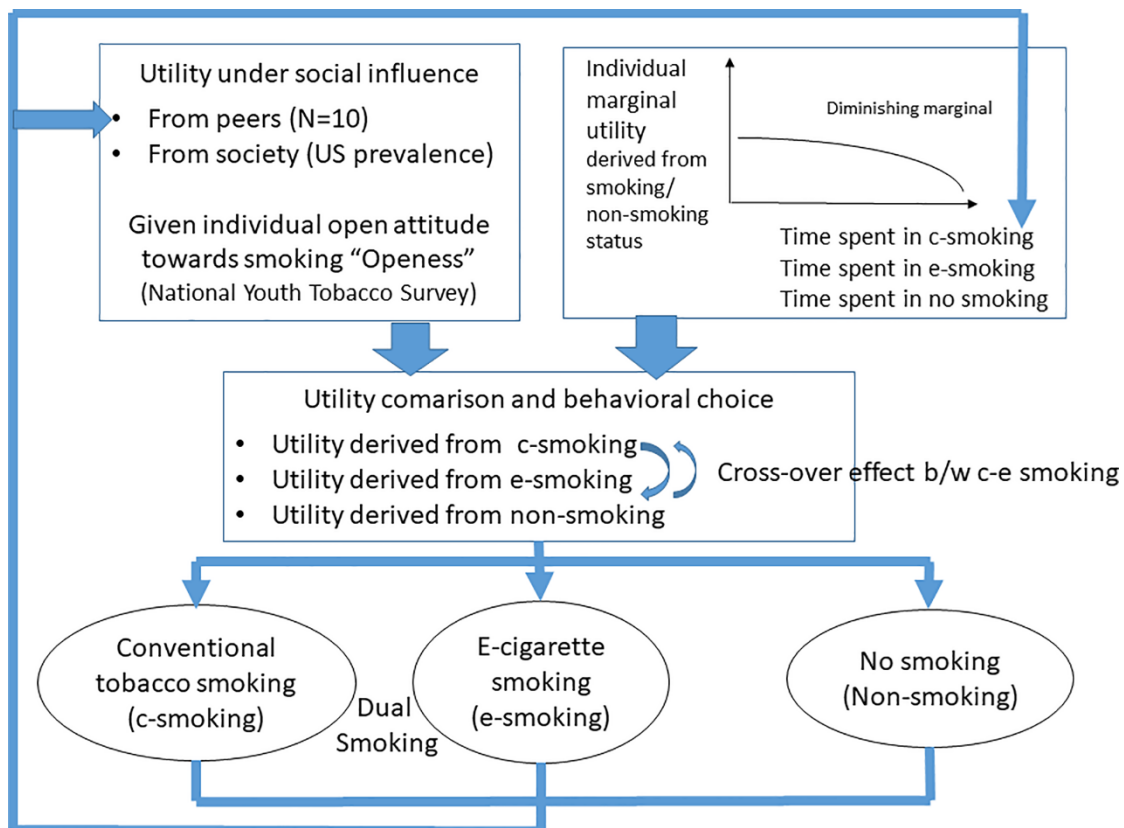 Utility under social influence
• From peers (N=10)
• From society (US prevalence)
Given individual open attitude
towards smoking “Openess”
(National Youth Tobacco Survey)
Individual
marginal
utility
derived from
smoking/
non-smoking
status
Diminishing marginal
Time spent in c-smoking
Time spent in e-smoking
Time spent in no smoking
Utility comarison and behavioral choice
• Utility derived from c-smoking
• Utility derived from e-smoking
• Utility derived from non-smoking
Cross-over effect b/w c-e smoking
Conventional
tobacco smoking
(c-smoking)
Dual
Smoking
E-cigarette
smoking
(e-smoking)
No smoking
(Non-smoking)